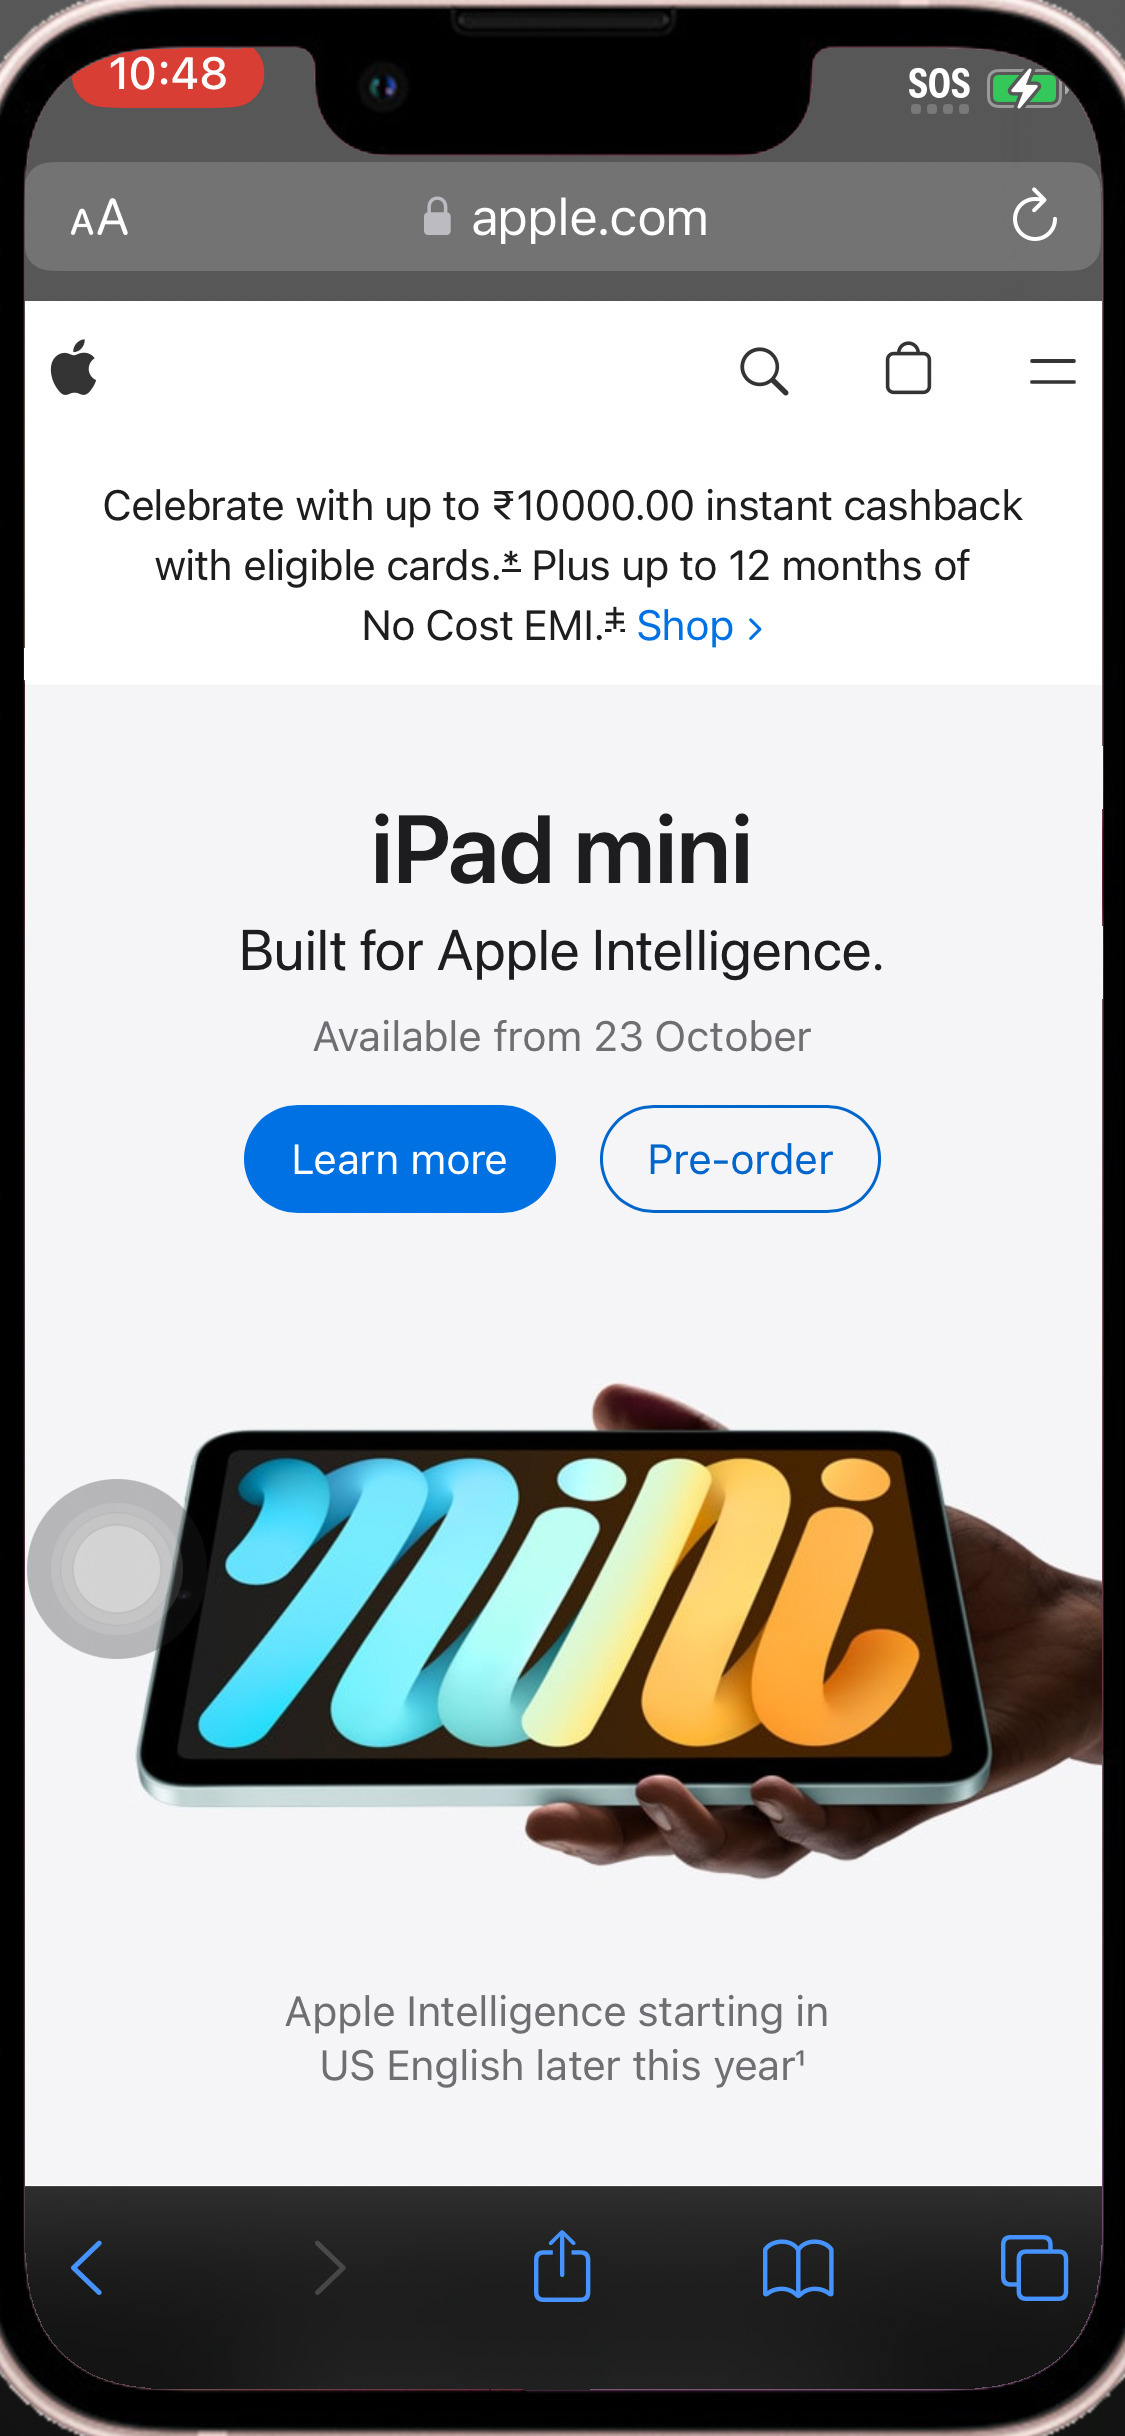 10:48
SOS
AA
apple.com
Celebrate with up to ₹10000.00 instant cashback
with eligible cards.* Plus up to 12 months of
No Cost EMI.‡ Shop >
iPad mini
Built for Apple Intelligence.
Available from 23 October
Learn more
Pre-order
mini
Apple Intelligence starting in
US English later this year¹